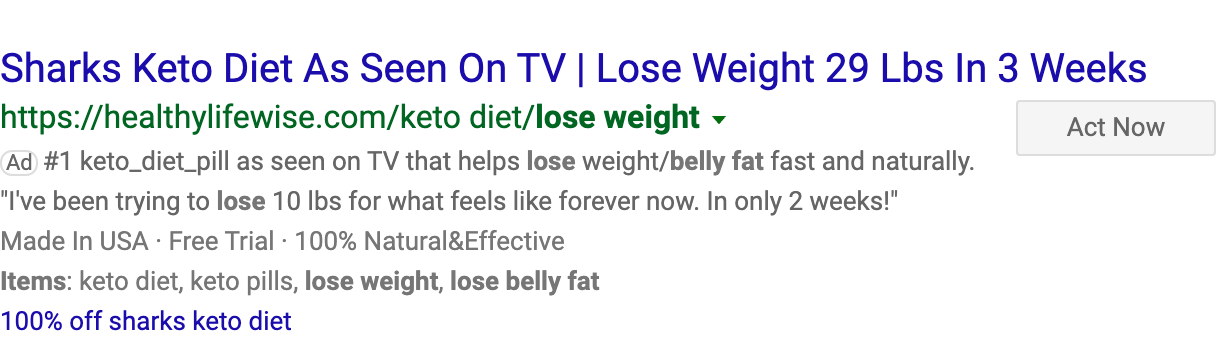 Sharks Keto Diet As Seen On TV | Lose Weight 29 Lbs In 3 Weeks
https://healthylifewise.com/keto diet/lose weight
Act Now
Ad #1 keto_diet_pill as seen on TV that helps lose weight/belly fat fast and naturally.
"I've been trying to lose 10 lbs for what feels like forever now. In only 2 weeks!"
Made In USA · Free Trial · 100% Natural&Effective
Items: keto diet, keto pills, lose weight, lose belly fat
100% off sharks keto diet